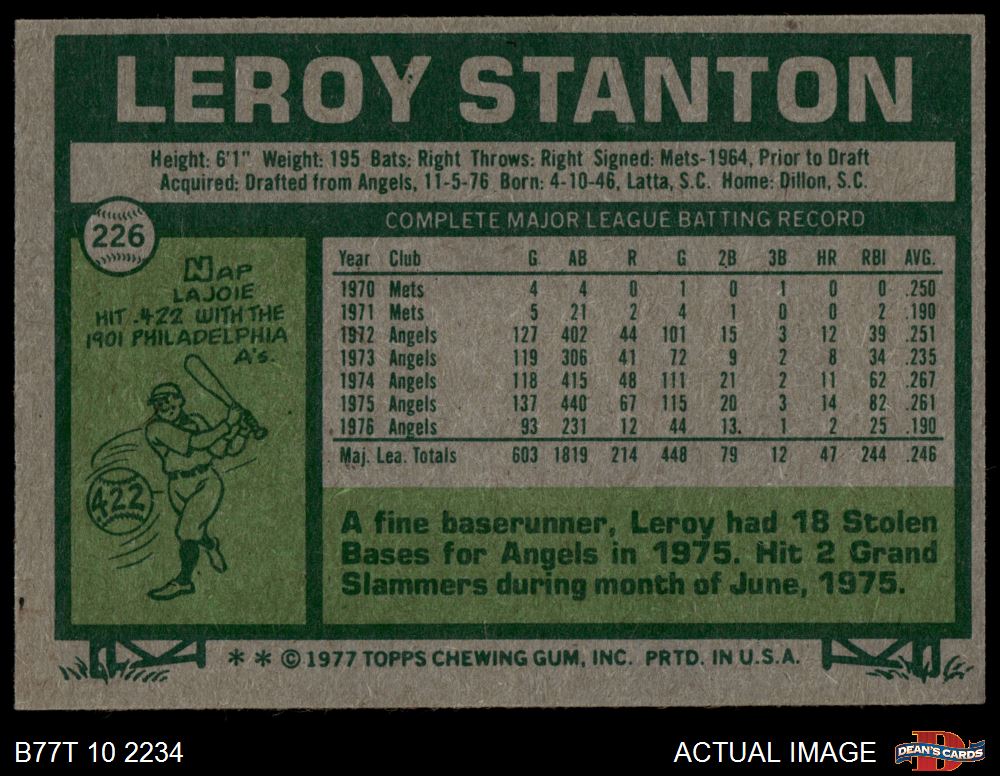 LEROY STANTON
Height: 6'1" Weight: 195 Bats: Right Throws: Right Signed: Mets-1964, Prior to Draft
Acquired: Drafted from Angels, 11-5-76 Born: 4-10-46, Latta, S.C. Home: Dillon, S.C.
226
COMPLETE MAJOR LEAGUE BATTING RECORD
NAP
LAJOIE
HIT .422 WITH THE
1901 PHILADELPHIA
A's.
422
Year Club G AB R G 2B 3B HR RBI AVG.
1970 Mets 4 4 0 1 0 1 0 0 .250
1971 Mets 5 21 2 4 1 0 0 2 .190
1972 Angels 127 402 44 101 15 3 12 39 .251
1973 Angels 119 306 41 72 9 2 8 34 .235
1974 Angels 118 415 48 111 21 2 11 62 .267
1975 Angels 137 440 67 115 20 3 14 82 .261
1976 Angels 93 231 12 44 13. 1 2 25 .190
Maj. Lea. Totals 603 1819 214 448 79 12 47 244 .246
A fine baserunner, Leroy had 18 Stolen
Bases for Angels in 1975. Hit 2 Grand
Slammers during month of June, 1975.
* * © 1977 TOPPS CHEWING GUM, INC. PRTD. IN U.S.A.
B77T 10 2234
ACTUAL IMAGE
D
DEAN'S CARDS